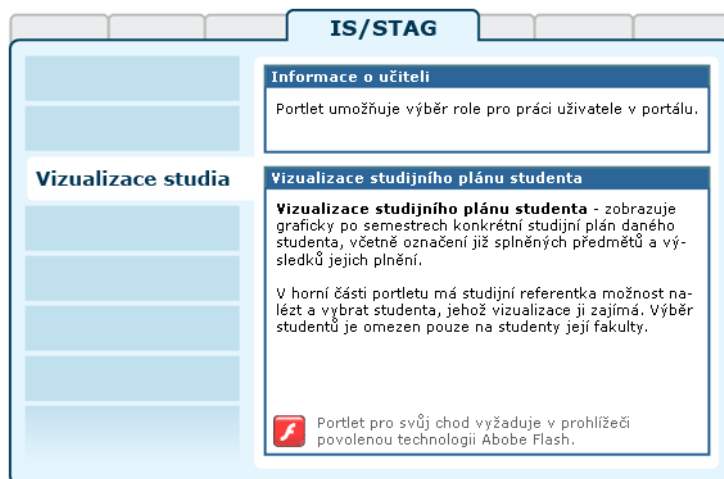 IS/STAG
Informace o učiteli
Portlet umožňuje výběr role pro práci uživatele v portálu.
Vizualizace studia
Vizualizace studijního plánu studenta
Vizualizace studijního plánu studenta - zobrazuje
graficky po semestrech konkrétní studijní plán daného
studenta, včetně označení již splněných předmětů a vý-
sledků jejich plnění.
V horní části portletu má studijní referentka možnost na-
lézt a vybrat studenta, jehož vizualizace ji zajímá. Výběr
studentů je omezen pouze na studenty její fakulty.
Portlet pro svůj chod vyžaduje v prohlížeči
povolenou technologii Abobe Flash.